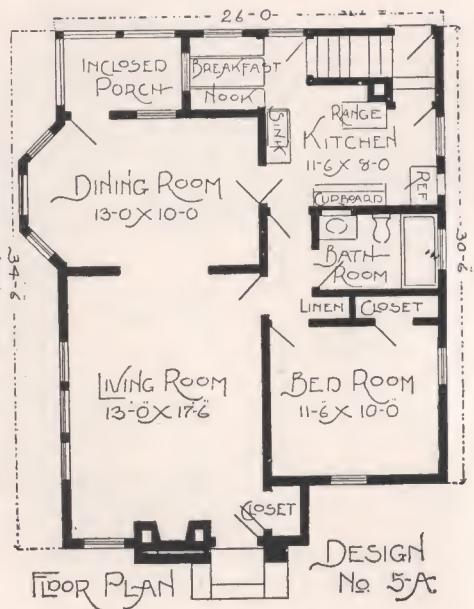 26-0
INCLOSED
PORCH
BREAKFAST
NOOK
SINK
RANGE
KITCHEN
11-6 X 8-0
CUPBOARD
REF
DINING ROOM
13-0 X 10-0
34-6
30-6
BATH
ROOM
LINEN
CLOSET
LIVING ROOM
13-0 X 17-6
BED ROOM
11-6 X 10-0
CLOSET
FLOOR PLAN
DESIGN
No 5-A.